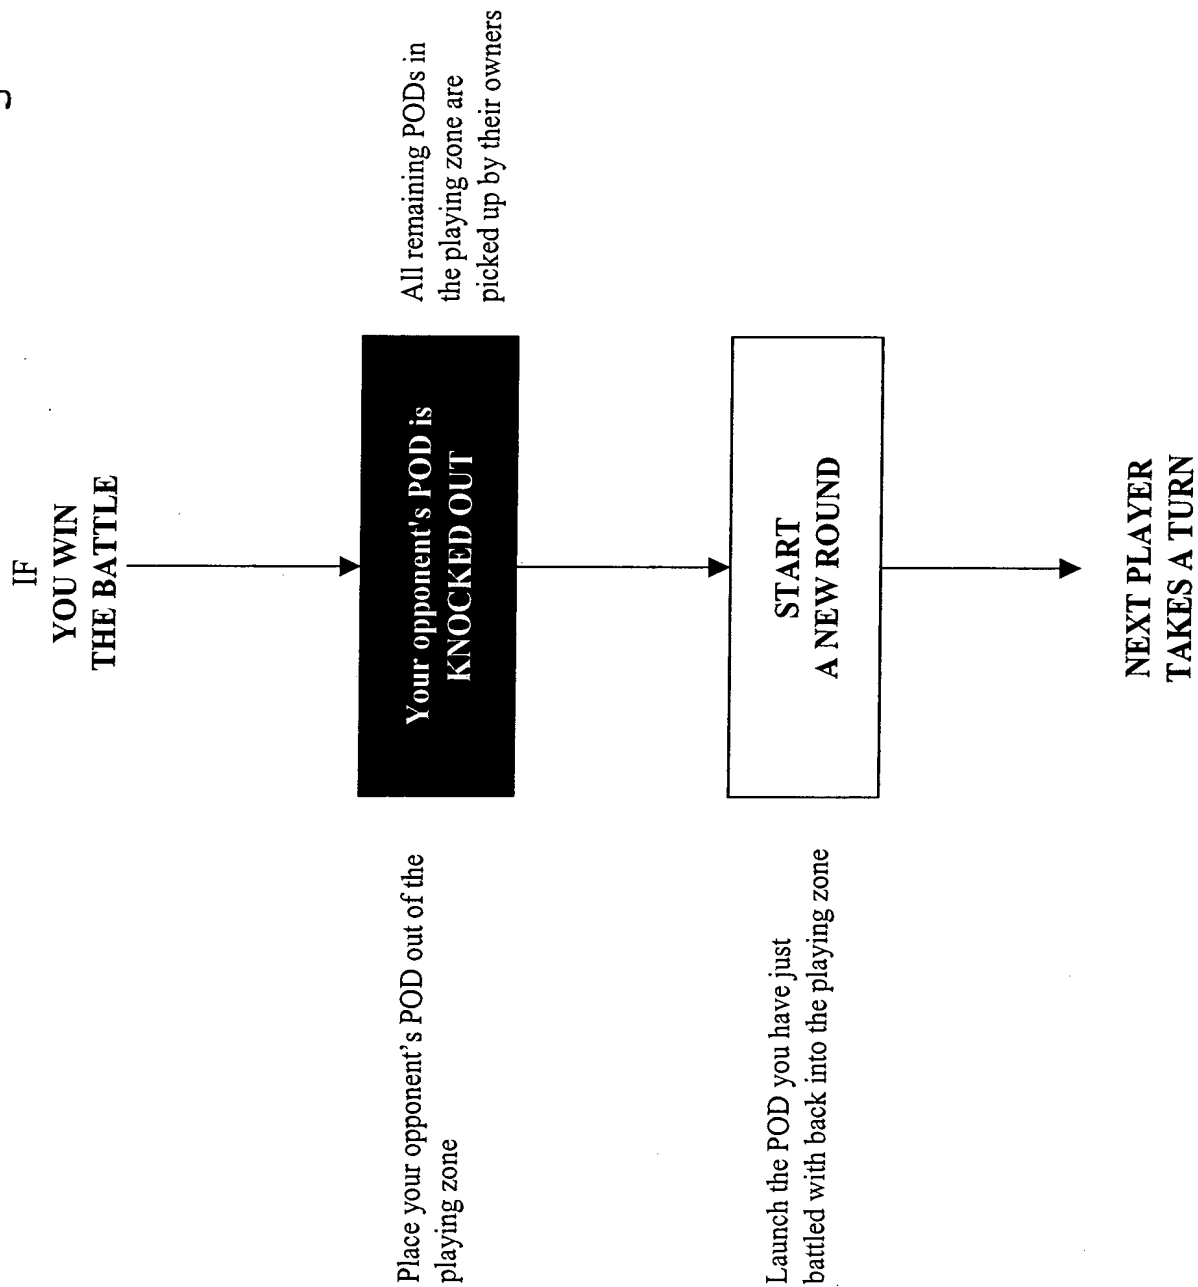 IF
YOU WIN
THE BATTLE
Place your opponent's POD out of the
playing zone
Your opponent's POD is
KNOCKED OUT
All remaining PODs in
the playing zone are
picked up by their owners
Launch the POD you have just
battled with back into the playing zone
START
A NEW ROUND
NEXT PLAYER
TAKES A TURN